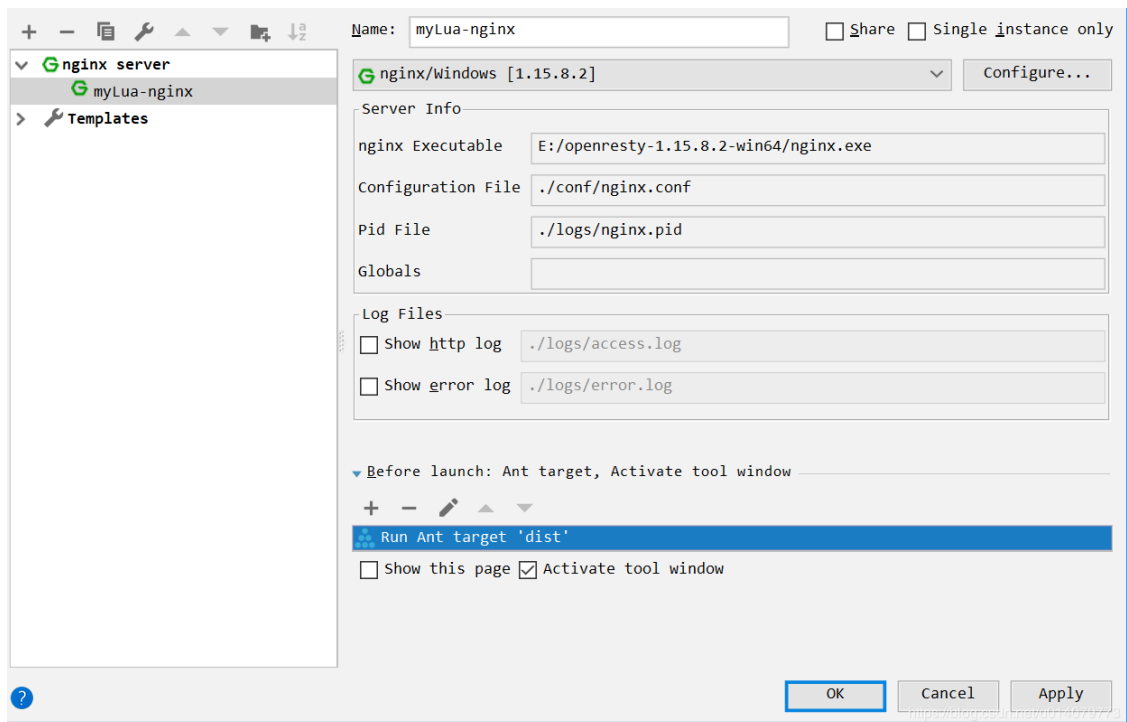 Name: myLua-nginx Share Single instance only
nginx server
myLua-nginx
Templates
nginx/Windows [1.15.8.2] Configure...
Server Info
nginx Executable E:/openresty-1.15.8.2-win64/nginx.exe
Configuration File ./conf/nginx.conf
Pid File ./logs/nginx.pid
Globals
Log Files
Show http log ./logs/access.log
Show error log ./logs/error.log
Before launch: Ant target, Activate tool window
Run Ant target 'dist'
Show this page Activate tool window
OK Cancel Apply